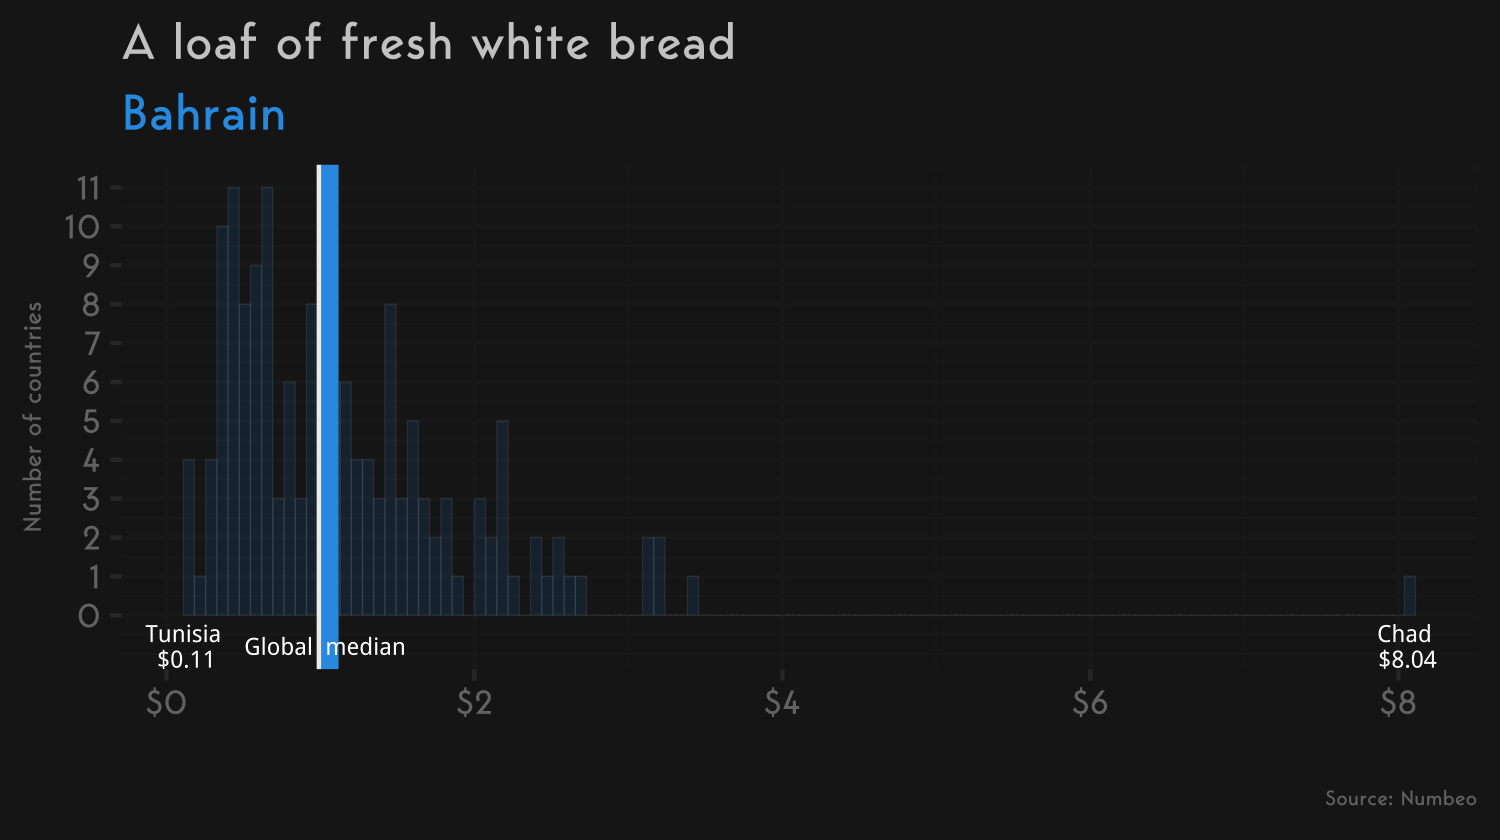 A loaf of fresh white bread
Bahrain
Number of countries
11
10
9
8
7
6
5
4
3
2
1
0
Tunisia
$0.11
Global median
Chad
$8.04
$0
$2
$4
$6
$8
Source: Numbeo